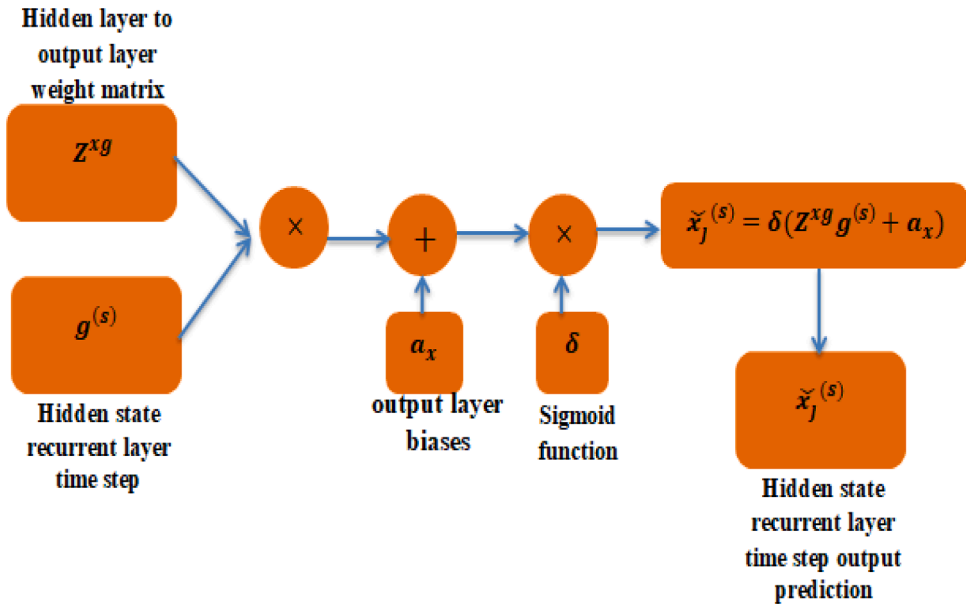 Hidden layer to
output layer
weight matrix
Z^{xg}
g^{(s)}
Hidden state
recurrent layer
time step
×
+
×
a_x
output layer
biases
δ
Sigmoid
function
x̌_j^{(s)} = δ(Z^{xg} g^{(s)} + a_x)
x̌_j^{(s)}
Hidden state
recurrent layer
time step output
prediction